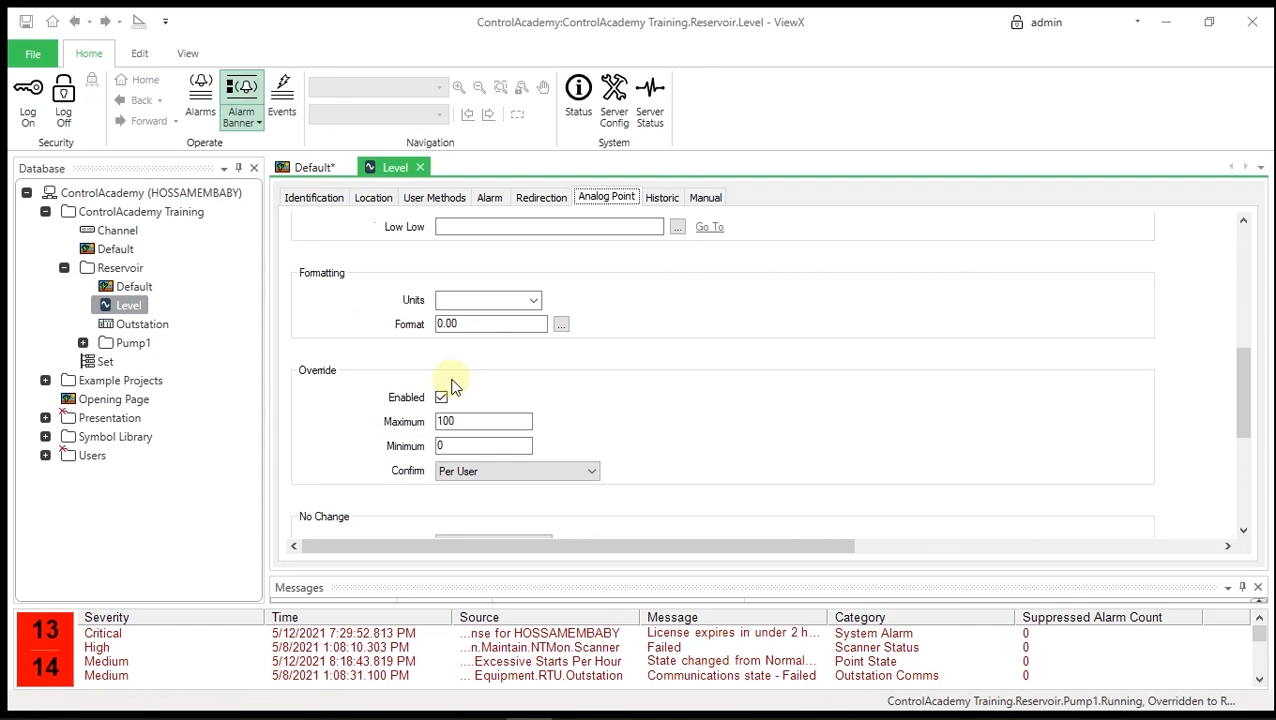 ControlAcademy:ControlAcademy Training.Reservoir.Level - ViewX
admin
File
Home
Edit
View
Log On
Log Off
Home
Back
Forward
Alarms
Alarm Banner
Events
Status
Server Config
Server Status
Security
Operate
Navigation
System
Database
Default*
Level
ControlAcademy (HOSSAMEMBABY)
ControlAcademy Training
Channel
Default
Reservoir
Default
Level
Outstation
Pump1
Set
Example Projects
Opening Page
Presentation
Symbol Library
Users
Identification
Location
User Methods
Alarm
Redirection
Analog Point
Historic
Manual
Low Low
...
Go To
Formatting
Units
Format
0.00
...
Override
Enabled
Maximum
100
Minimum
0
Confirm
Per User
No Change
Messages
13
14
Severity Time Source Message Category Suppressed Alarm Count
Critical 5/12/2021 7:29:52.813 PM ...nse for HOSSAMEMBABY License expires in under 2 h... System Alarm 0
High 5/8/2021 1:08:10.303 PM ...n.Maintain.NTMon.Scanner Failed Scanner Status 0
Medium 5/12/2021 8:18:43.819 PM ....Excessive Starts Per Hour State changed from Normal... Point State 0
Medium 5/8/2021 1:08:31.100 PM ... Equipment.RTU.Outstation Communications state - Failed Outstation Comms 0
ControlAcademy Training.Reservoir.Pump1.Running, Overridden to R...